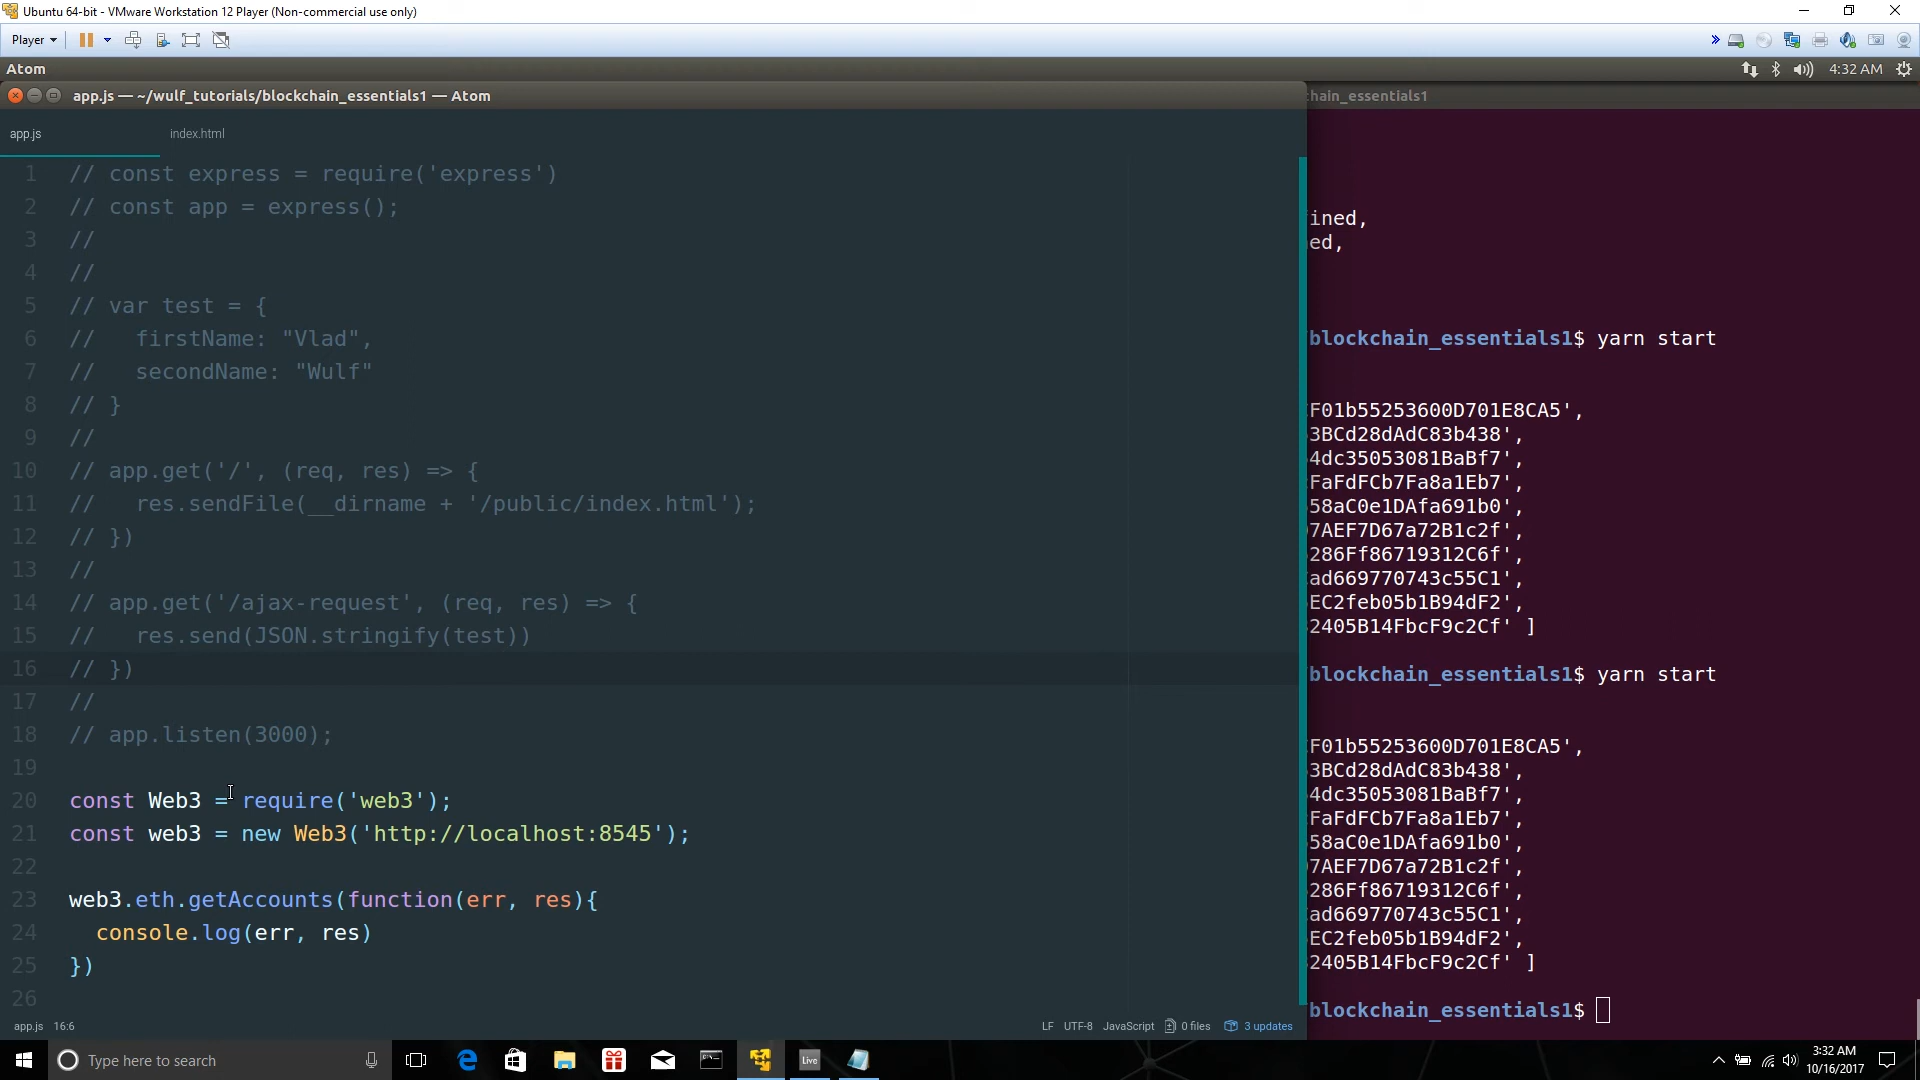 Ubuntu 64-bit - VMware Workstation 12 Player (Non-commercial use only)
Player
Atom
4:32 AM
app.js — ~/wulf_tutorials/blockchain_essentials1 — Atom
chain_essentials1
app.js
index.html
1 // const express = require('express')
2 // const app = express();
3 //
4 //
5 // var test = {
6 //   firstName: "Vlad",
7 //   secondName: "Wulf"
8 // }
9 //
10 // app.get('/', (req, res) => {
11 //   res.sendFile(__dirname + '/public/index.html');
12 // })
13 //
14 // app.get('/ajax-request', (req, res) => {
15 //   res.send(JSON.stringify(test))
16 // })
17 //
18 // app.listen(3000);
19
20 const Web3 = require('web3');
21 const web3 = new Web3('http://localhost:8545');
22
23 web3.eth.getAccounts(function(err, res){
24   console.log(err, res)
25 })
26
app.js 16:6
LF UTF-8 JavaScript 0 files 3 updates
ined,
ed,
blockchain_essentials1$ yarn start
F01b55253600D701E8CA5',
3BCd28dAdC83b438',
4dc35053081BaBf7',
FaFdFCb7Fa8a1Eb7',
58aC0e1DAfa691b0',
7AEF7D67a72B1c2f',
286Ff86719312C6f',
ad669770743c55C1',
EC2feb05b1B94dF2',
2405B14FbcF9c2Cf' ]
blockchain_essentials1$ yarn start
F01b55253600D701E8CA5',
3BCd28dAdC83b438',
4dc35053081BaBf7',
FaFdFCb7Fa8a1Eb7',
58aC0e1DAfa691b0',
7AEF7D67a72B1c2f',
286Ff86719312C6f',
ad669770743c55C1',
EC2feb05b1B94dF2',
2405B14FbcF9c2Cf' ]
blockchain_essentials1$
Type here to search
Live
3:32 AM
10/16/2017